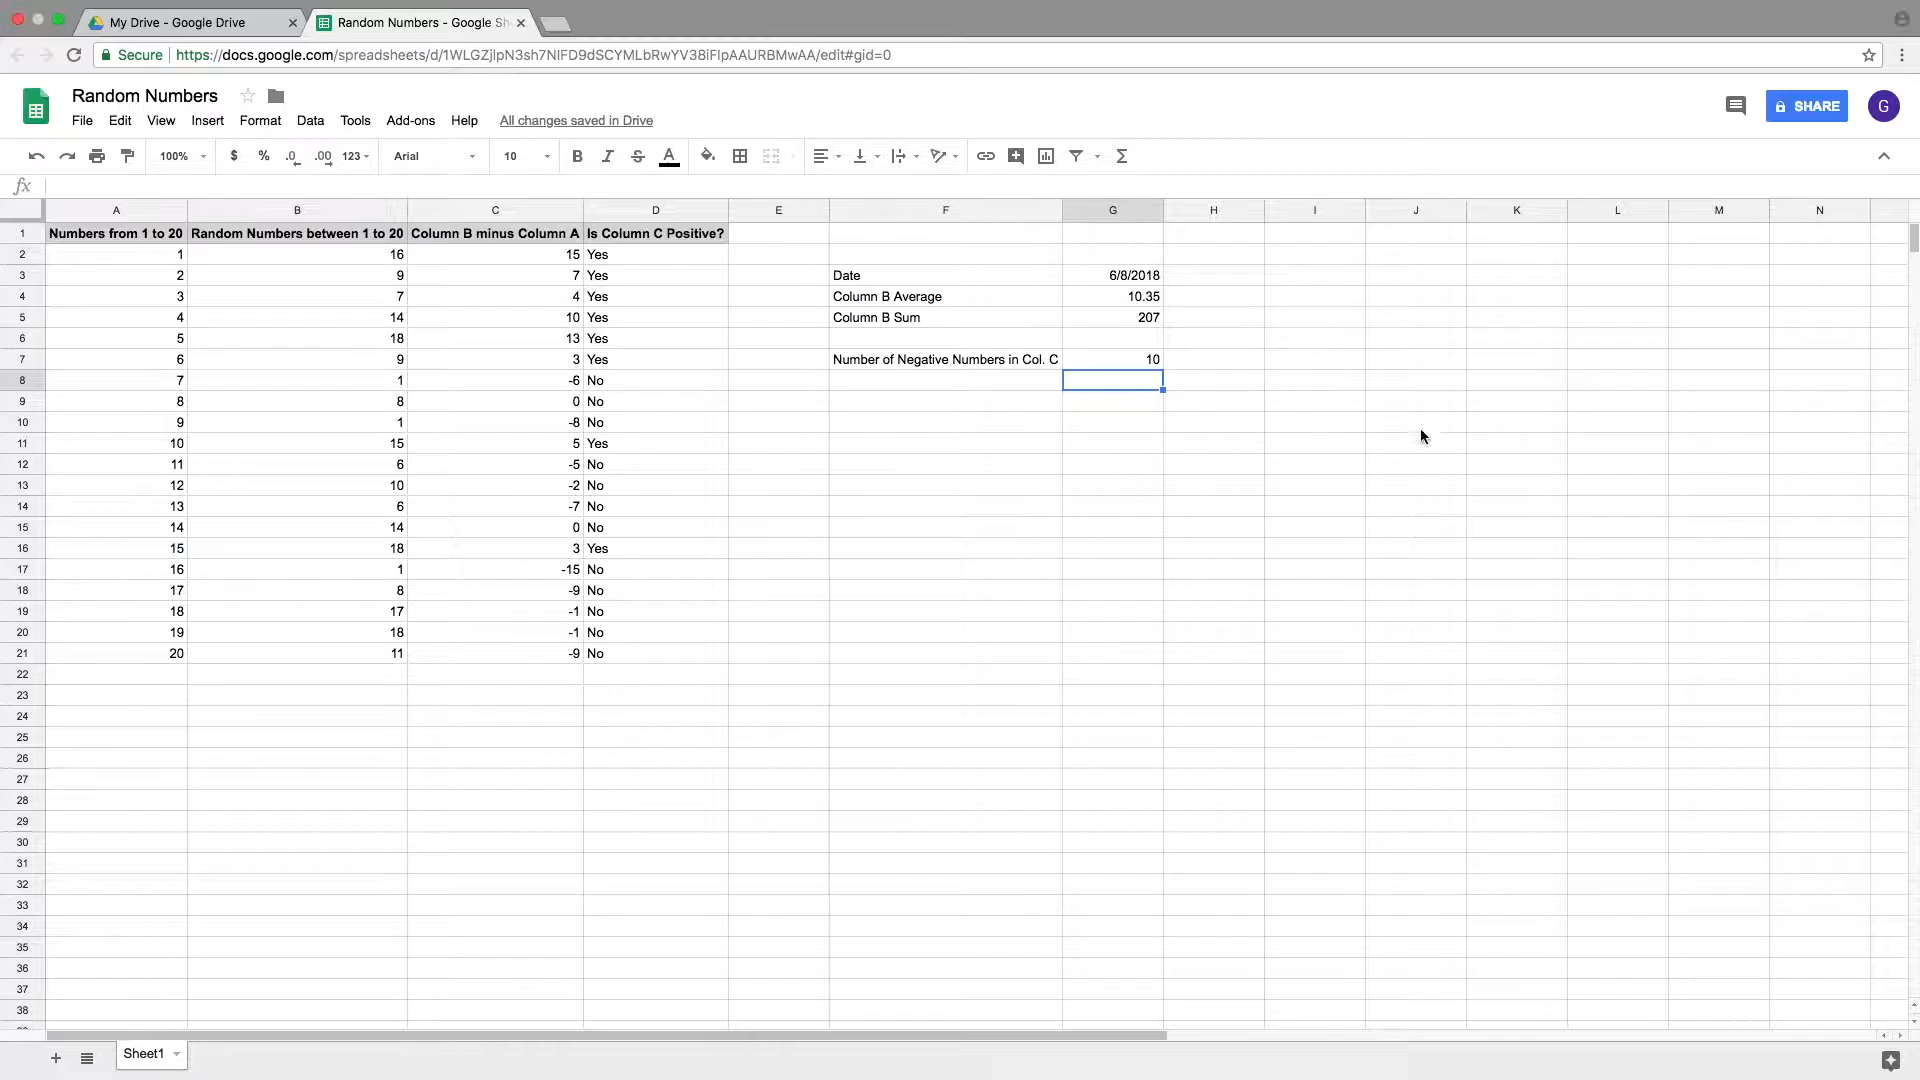 My Drive - Google Drive
Random Numbers - Google Sh
Secure https://docs.google.com/spreadsheets/d/1WLGZjlpN3sh7NIFD9dSCYMLbRwYV38iFlpAAURBMwAA/edit#gid=0
Random Numbers
File Edit View Insert Format Data Tools Add-ons Help All changes saved in Drive
SHARE
G
100% $ % .0 .00 123 Arial 10 B I S A Σ
fx
A B C D E F G H I J K L M N
1 Numbers from 1 to 20 Random Numbers between 1 to 20 Column B minus Column A Is Column C Positive?
2 1 16 15 Yes
3 2 9 7 Yes Date 6/8/2018
4 3 7 4 Yes Column B Average 10.35
5 4 14 10 Yes Column B Sum 207
6 5 18 13 Yes
7 6 9 3 Yes Number of Negative Numbers in Col. C 10
8 7 1 -6 No
9 8 8 0 No
10 9 1 -8 No
11 10 15 5 Yes
12 11 6 -5 No
13 12 10 -2 No
14 13 6 -7 No
15 14 14 0 No
16 15 18 3 Yes
17 16 1 -15 No
18 17 8 -9 No
19 18 17 -1 No
20 19 18 -1 No
21 20 11 -9 No
22
23
24
25
26
27
28
29
30
31
32
33
34
35
36
37
38
Sheet1